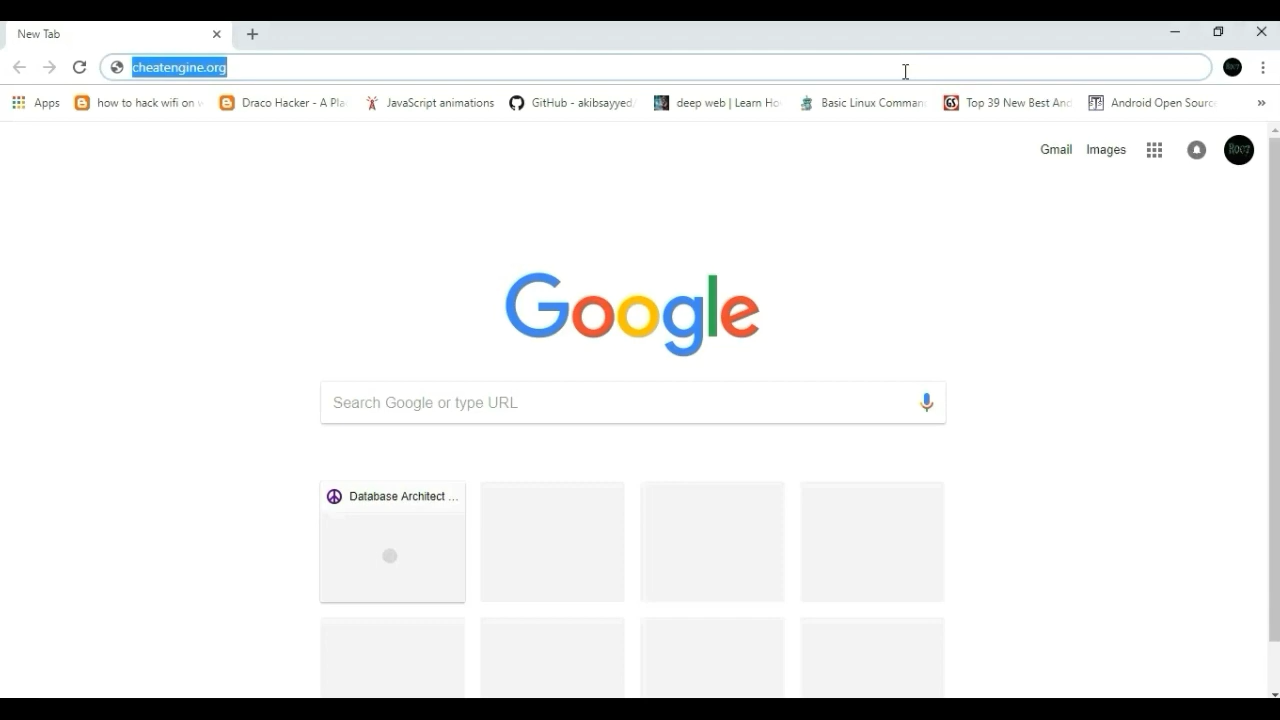 New Tab
cheatengine.org
Apps
how to hack wifi on
Draco Hacker - A Pla
JavaScript animations
GitHub - akibsayyed/
deep web | Learn Ho
Basic Linux Comman
Top 39 New Best And
Android Open Sourc
»
Gmail
Images
Root
Google
Search Google or type URL
Database Architect ...